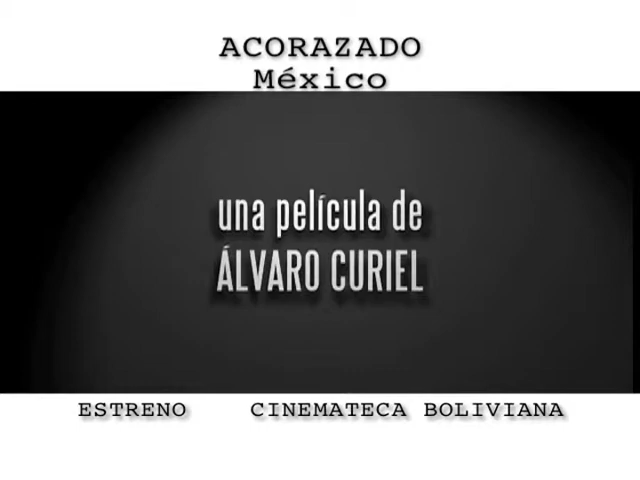 ACORAZADO
México
una película de
ÁLVARO CURIEL
ESTRENO CINEMATECA BOLIVIANA